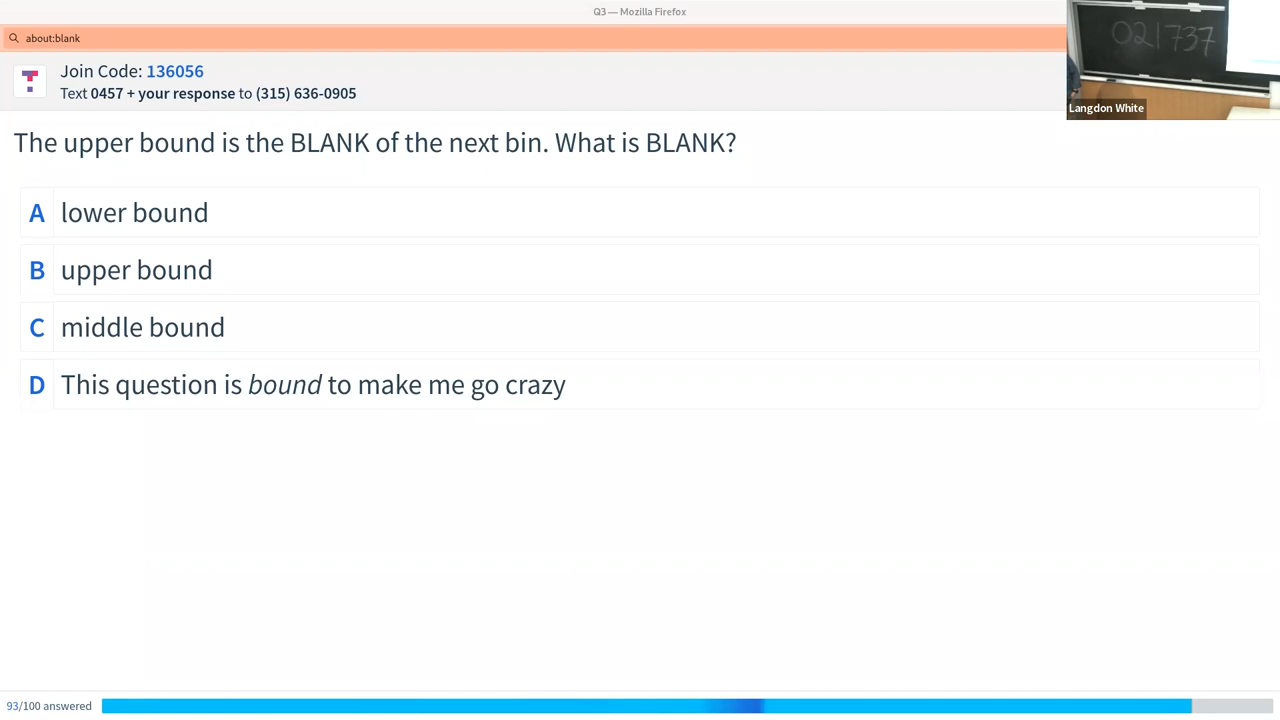 Q3 — Mozilla Firefox
about:blank
021737
Langdon White
Join Code: 136056
Text 0457 + your response to (315) 636-0905
The upper bound is the BLANK of the next bin. What is BLANK?
A lower bound
B upper bound
C middle bound
D This question is bound to make me go crazy
93/100 answered